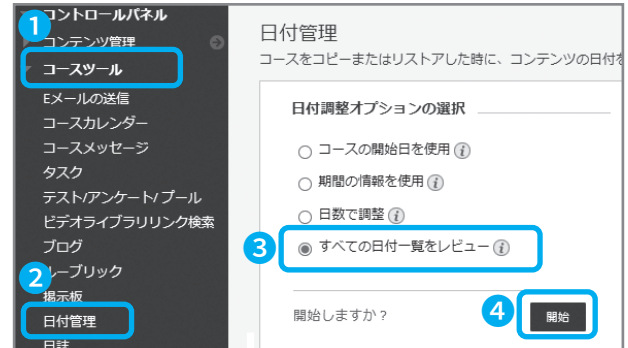 コントロールパネル
1
コンテンツ管理
コースツール
Eメールの送信
コースカレンダー
コースメッセージ
タスク
テスト/アンケート/プール
ビデオライブラリリンク検索
ブログ
ルーブリック
2
掲示板
日付管理
日誌
日付管理
コースをコピーまたはリストアした時に、コンテンツの日付を
日付調整オプションの選択
コースの開始日を使用 i
期間の情報を使用 i
日数で調整 i
3 すべての日付一覧をレビュー i
開始しますか? 4 開始